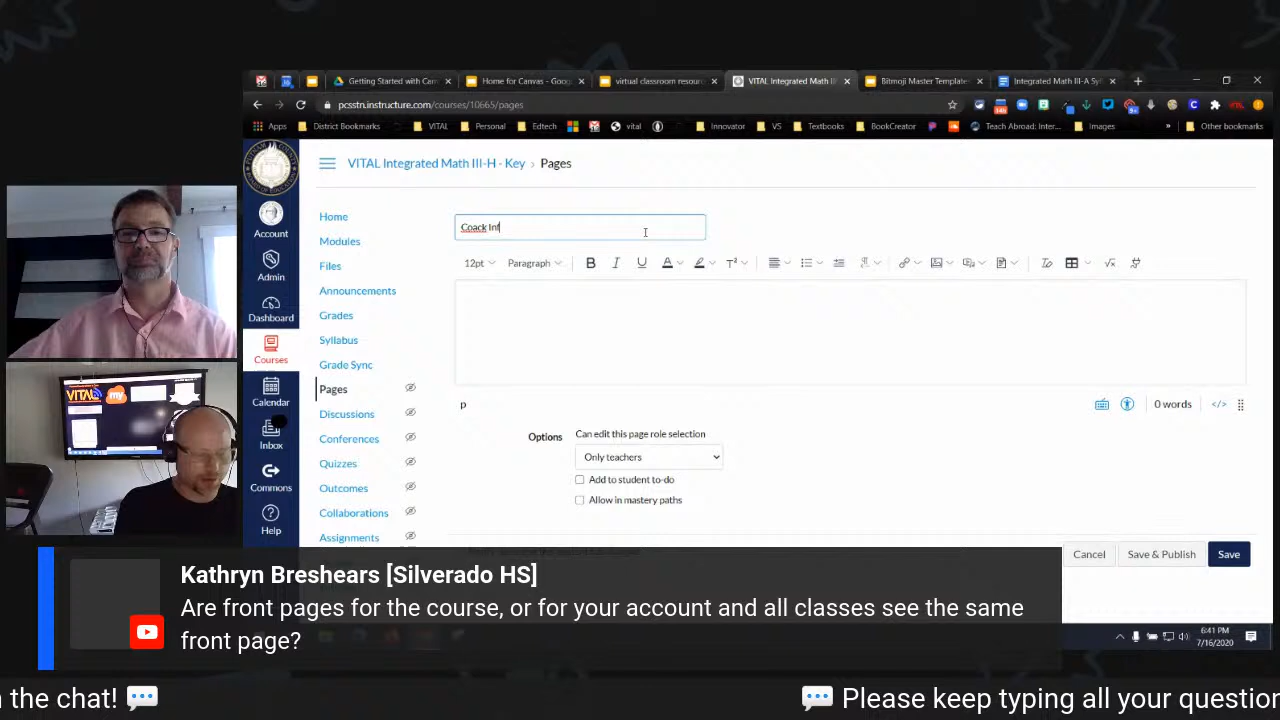 Getting Started with Can
Home for Canvas - Goog
virtual classroom resour
VITAL Integrated Math I
Bitmoji Master Template
Integrated Math III-A Sy
pcsstn.instructure.com/courses/10665/pages
Apps
District Bookmarks
VITAL
Personal
Edtech
vital
Innovator
VS
Textbooks
BookCreator
Teach Abroad: Inter...
Images
»
Other bookmarks
VITAL Integrated Math III-H - Key > Pages
Account
Admin
Dashboard
Courses
Calendar
Inbox
Commons
Help
Home
Modules
Files
Announcements
Grades
Syllabus
Grade Sync
Pages
Discussions
Conferences
Quizzes
Outcomes
Collaborations
Assignments
Coack Inf
12pt
Paragraph
B I U A
p
0 words
</>
Options
Can edit this page role selection
Only teachers
Add to student to-do
Allow in mastery paths
Cancel
Save & Publish
Save
VITAL
my
Kathryn Breshears [Silverado HS]
Are front pages for the course, or for your account and all classes see the same
front page?
6:41 PM
7/16/2020
n the chat! 💬
💬 Please keep typing all your question